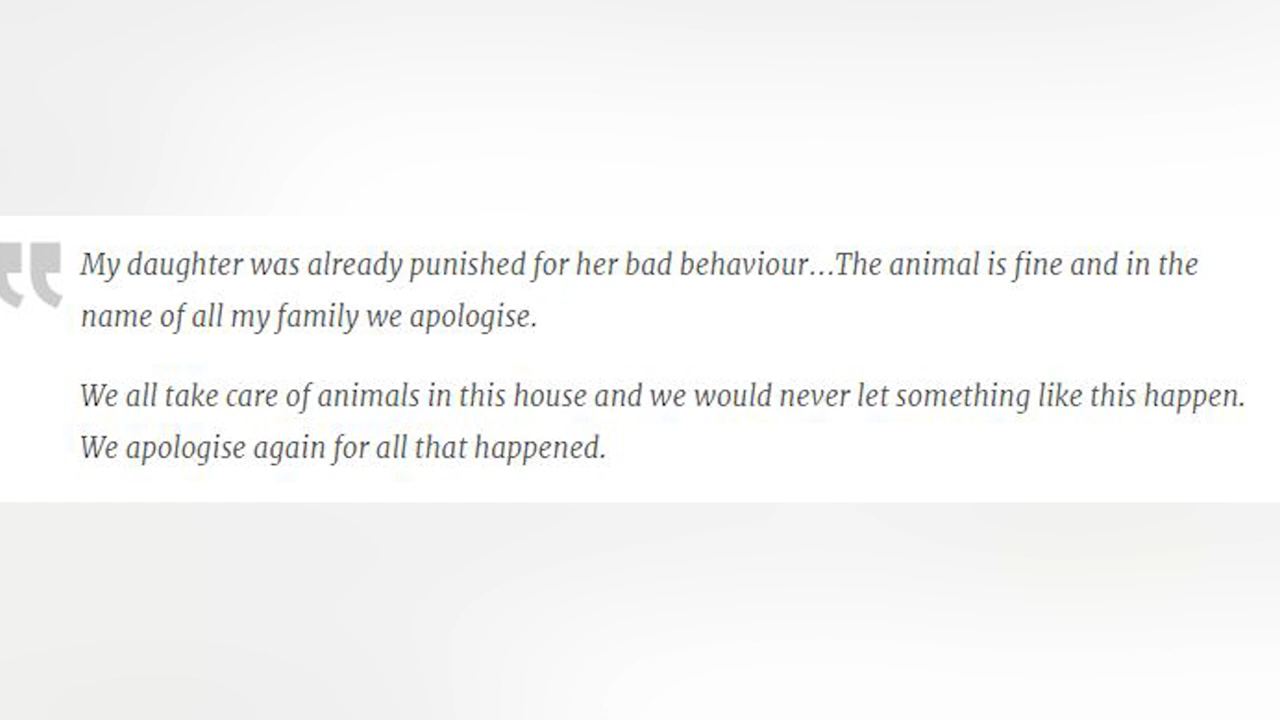 My daughter was already punished for her bad behaviour…The animal is fine and in the
name of all my family we apologise.
We all take care of animals in this house and we would never let something like this happen.
We apologise again for all that happened.